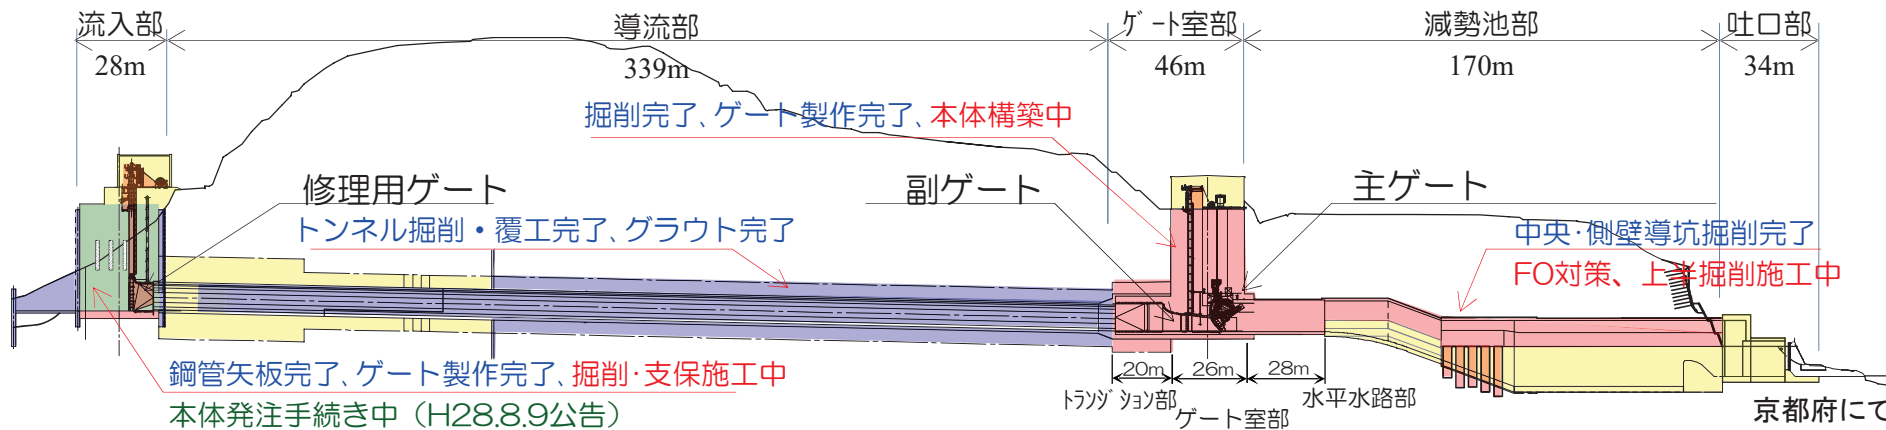 流入部
導流部
ゲート室部
減勢池部
吐口部
28m
339m
46m
170m
34m
掘削完了、ゲート製作完了、本体構築中
修理用ゲート
副ゲート
主ゲート
トンネル掘削・覆工完了、グラウト完了
中央・側壁導坑掘削完了
FO対策、上半掘削施工中
鋼管矢板完了、ゲート製作完了、掘削・支保施工中
本体発注手続き中（H28.8.9公告）
20m
26m
28m
トランジション部
ゲート室部
水平水路部
京都府にて